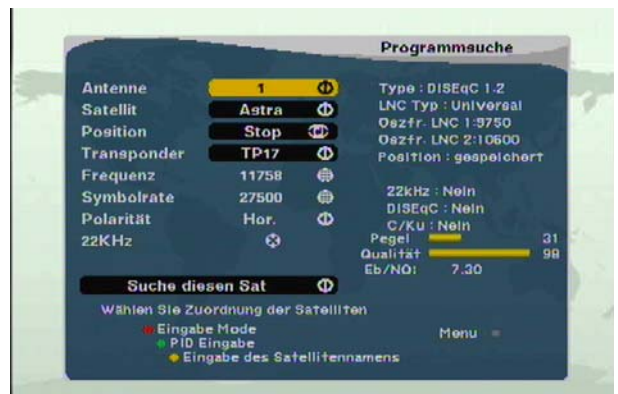 Programmsuche
Antenne 1
Type : DISEqC 1.2
Satellit Astra
LNC Typ : Universal
Oszfr. LNC 1:9750
Position Stop
Oszfr. LNC 2:10600
Transponder TP17
Position : gespeichert
Frequenz 11758
Symbolrate 27500
22kHz : Nein
Polarität Hor.
DISEqC : Nein
C/Ku : Nein
22KHz
Pegel 31
Qualität 99
Eb/N0: 7.30
Suche diesen Sat
Wählen Sie Zuordnung der Satelliten
Eingabe Mode
Menu
PID Eingabe
Eingabe des Satellitennamens